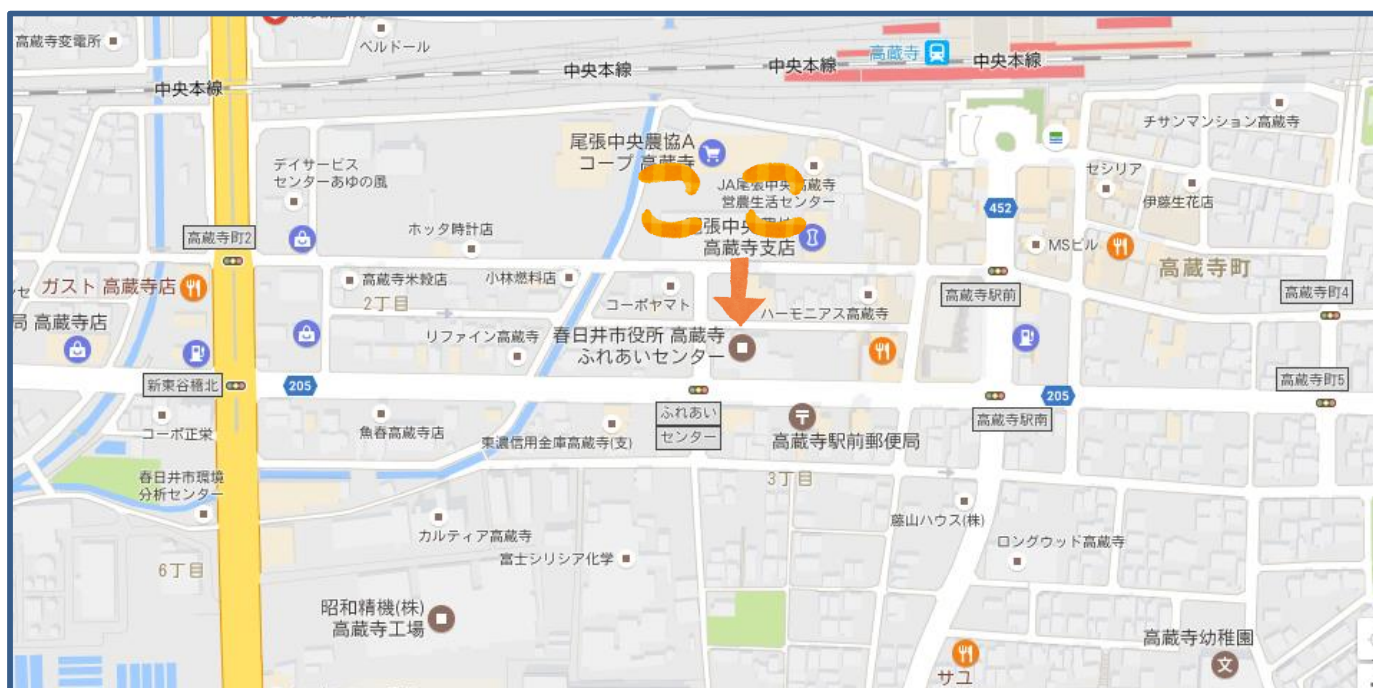 高蔵寺変電所
ベルドール
中央本線
中央本線
中央本線
高蔵寺
中央本線
チサンマンション高蔵寺
尾張中央農協A
コープ 高蔵寺
デイサービス
センターあゆの風
JA尾張中央高蔵寺
営農生活センター
ここ
尾張中央農協
高蔵寺支店
セシリア
伊藤生花店
452
MSビル
高蔵寺町
高蔵寺町2
ホッタ時計店
ガスト 高蔵寺店
高蔵寺米穀店
小林燃料店
2丁目
コーポヤマト
ハーモニアス高蔵寺
高蔵寺駅前
高蔵寺町4
局 高蔵寺店
リファイン高蔵寺
春日井市役所 高蔵寺
ふれあいセンター
新東谷橋北
205
205
高蔵寺町5
コーポ正栄
魚春高蔵寺店
東濃信用金庫高蔵寺(支)
ふれあい
センター
高蔵寺駅前郵便局
高蔵寺駅南
春日井市環境
分析センター
3丁目
カルティア高蔵寺
富士シリシア化学
藤山ハウス(株)
ロングウッド高蔵寺
6丁目
昭和精機(株)
高蔵寺工場
高蔵寺幼稚園
文
サユ